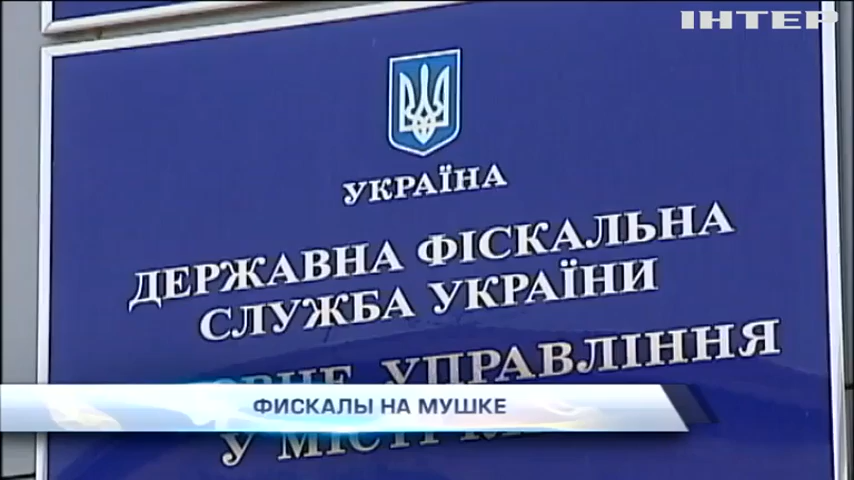 ІНТЕР
УКРАЇНА
ДЕРЖАВНА ФІСКАЛЬНА
СЛУЖБА УКРАЇНИ
УПРАВЛІННЯ
ФИСКАЛЫ НА МУШКЕ
У